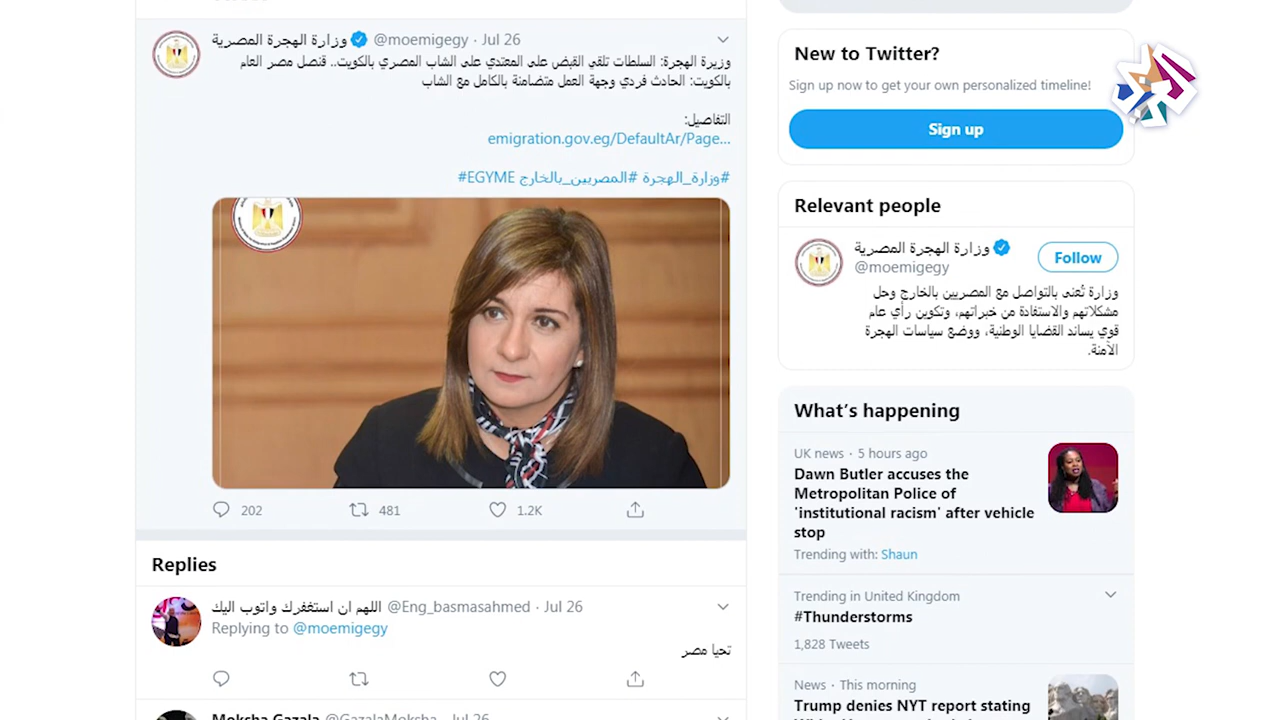 وزارة الهجرة المصرية @moemigegy · Jul 26
وزيرة الهجرة: السلطات تلقي القبض على المعتدي على الشاب المصري بالكويت.. قنصل مصر العام
بالكويت: الحادث فردي وجهة العمل متضامنة بالكامل مع الشاب
التفاصيل:
emigration.gov.eg/DefaultAr/Page...
#وزارة_الهجرة #المصريين_بالخارج #EGYME
202 481 1.2K
Replies
اللهم ان استغفرك واتوب اليك @Eng_basmasahmed · Jul 26
Replying to @moemigegy
تحيا مصر
Moksha Gazala @GazalaMoksha · Jul 26
New to Twitter?
Sign up now to get your own personalized timeline!
Sign up
Relevant people
وزارة الهجرة المصرية
@moemigegy
Follow
وزارة تُعنى بالتواصل مع المصريين بالخارج وحل
مشكلاتهم والاستفادة من خبراتهم، وتكوين رأي عام
قوي يساند القضايا الوطنية، ووضع سياسات الهجرة
الآمنة.
What's happening
UK news · 5 hours ago
Dawn Butler accuses the
Metropolitan Police of
'institutional racism' after vehicle
stop
Trending with: Shaun
Trending in United Kingdom
#Thunderstorms
1,828 Tweets
News · This morning
Trump denies NYT report stating